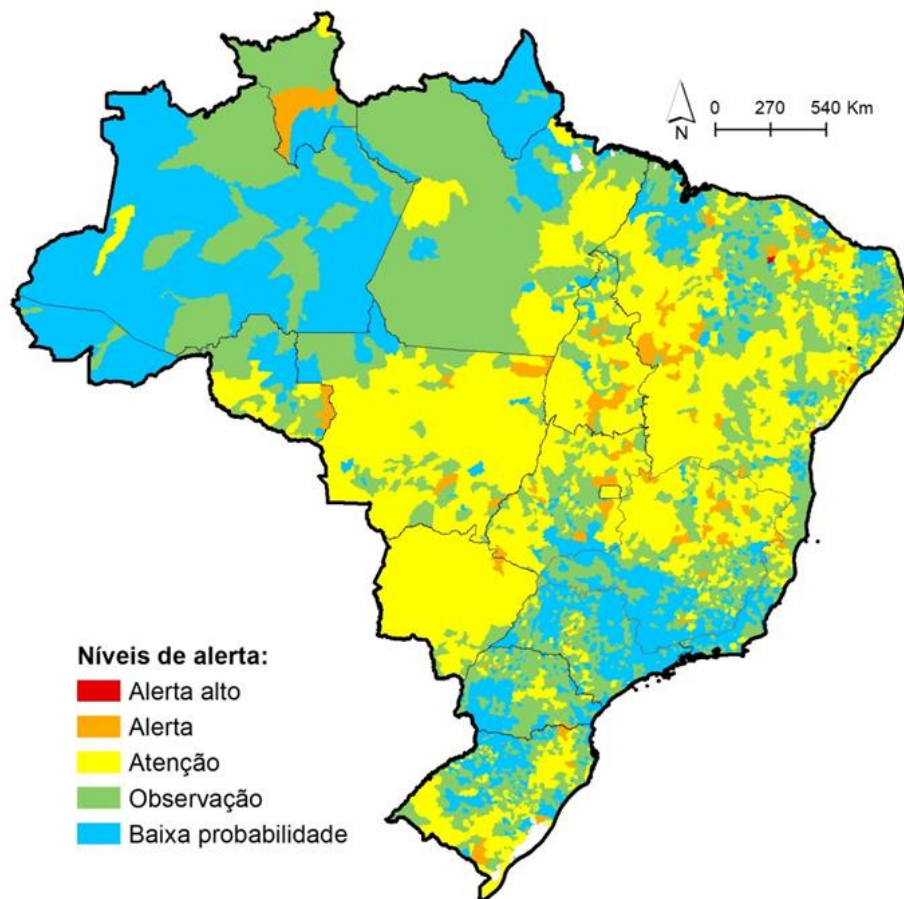 0 270 540 Km
N
Níveis de alerta:
Alerta alto
Alerta
Atenção
Observação
Baixa probabilidade